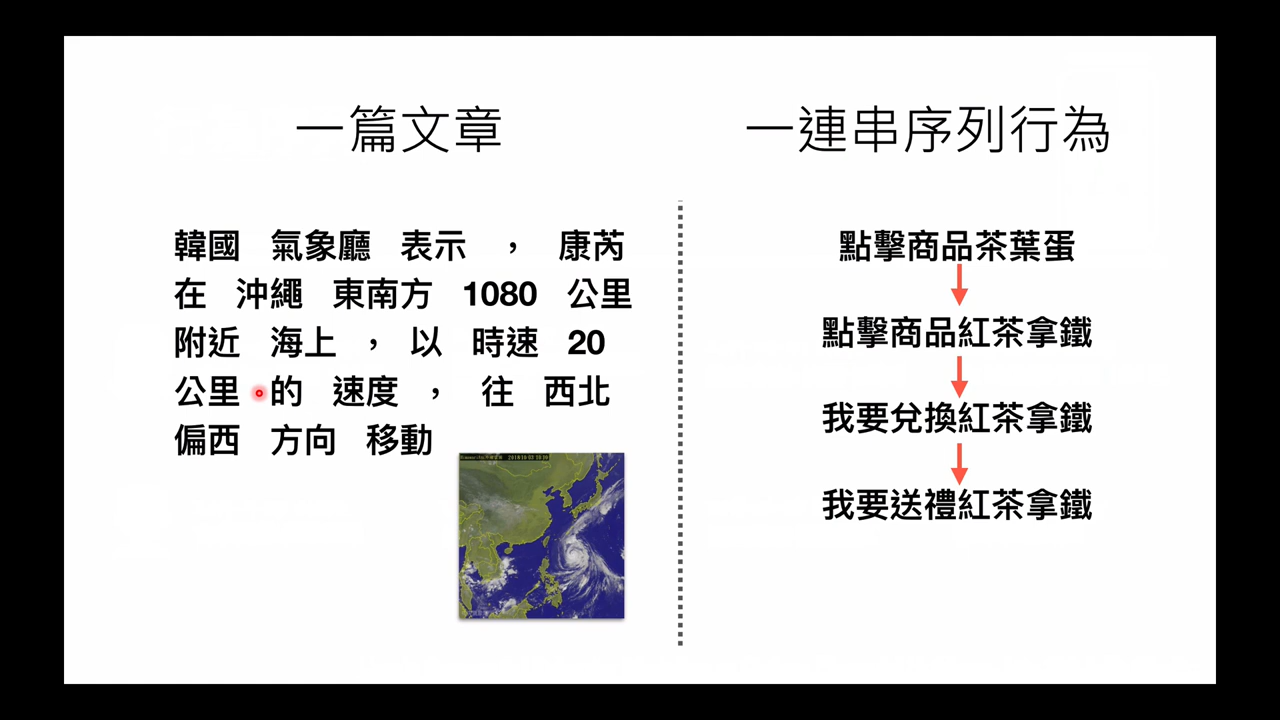 一篇文章
韓國 氣象廳 表示 ， 康芮
在 沖繩 東南方 1080 公里
附近 海上 ， 以 時速 20
公里 的 速度 ， 往 西北
偏西 方向 移動
一連串序列行為
點擊商品茶葉蛋
點擊商品紅茶拿鐵
我要兌換紅茶拿鐵
我要送禮紅茶拿鐵